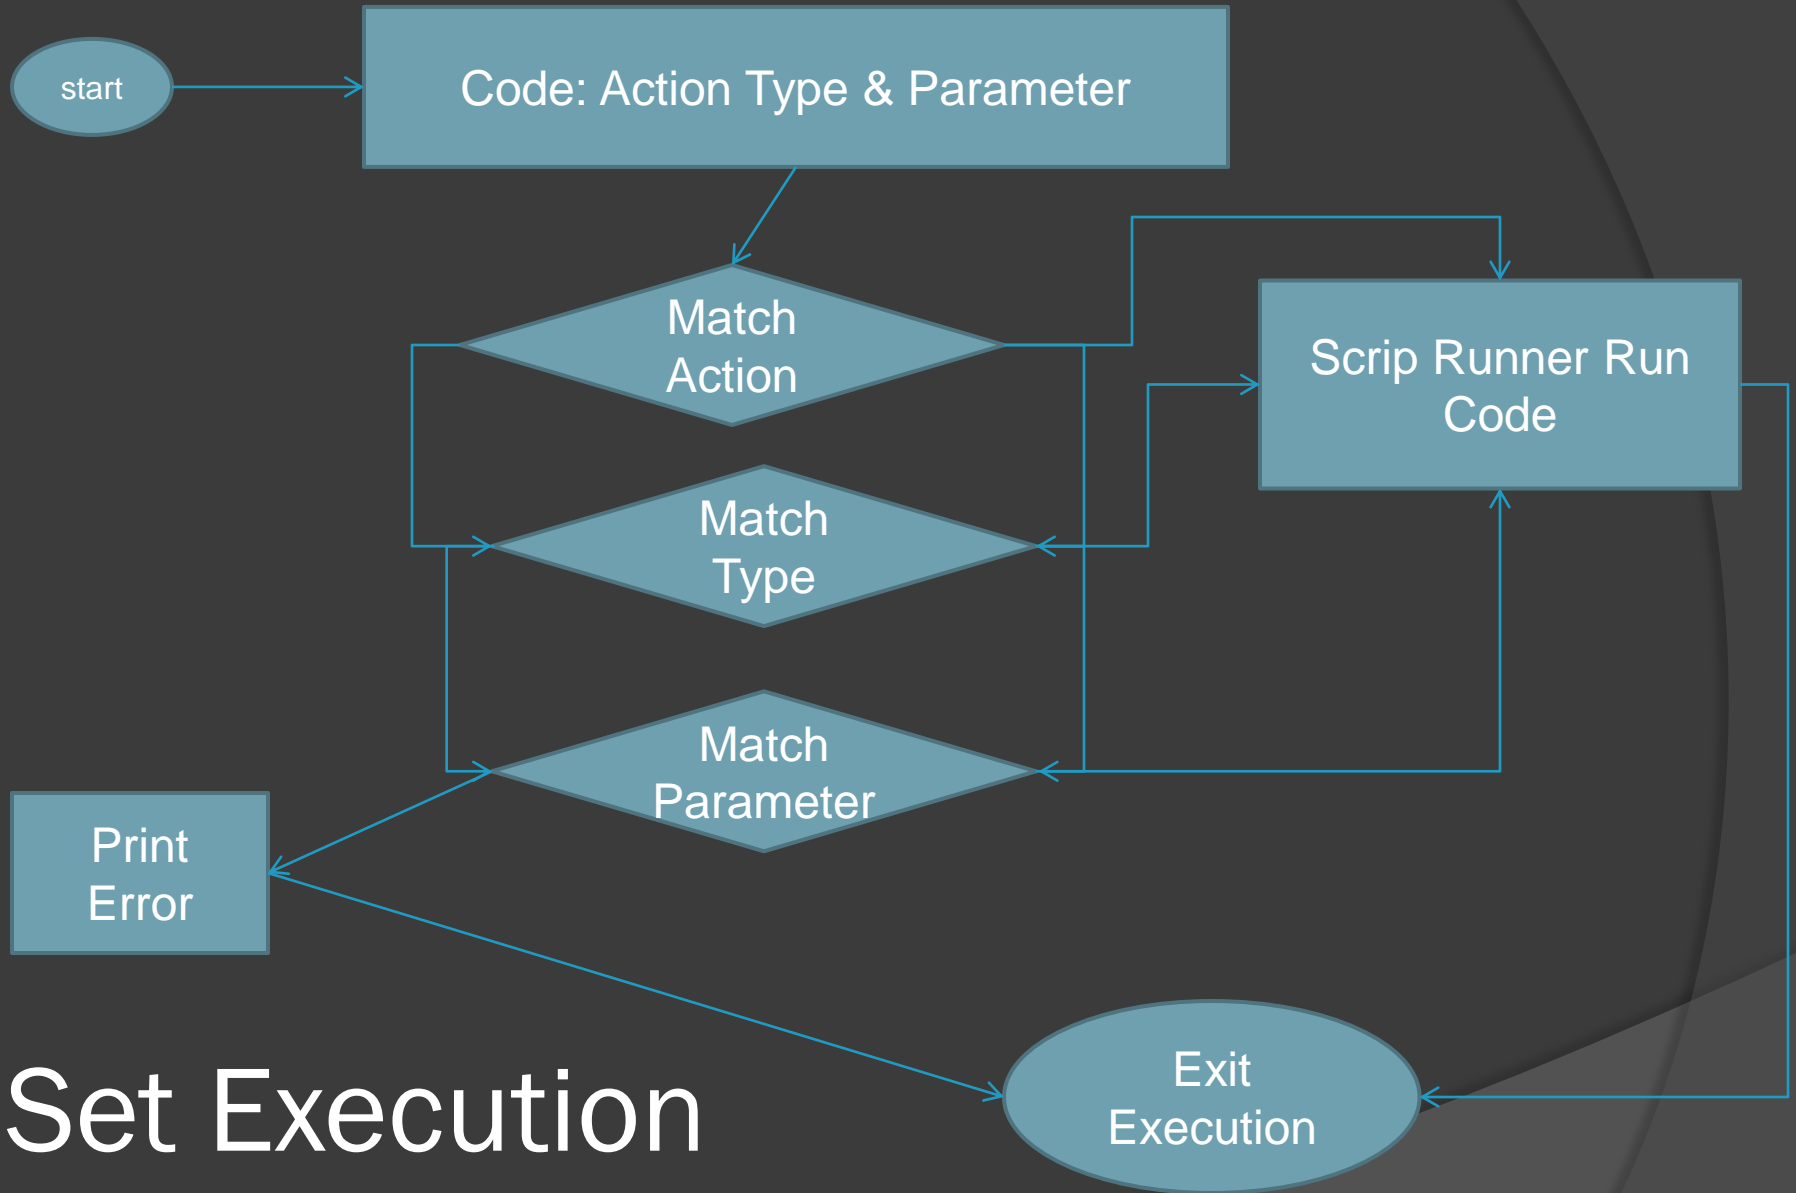 start
Code: Action Type & Parameter
Match
Action
Scrip Runner Run
Code
Match
Type
Match
Parameter
Print
Error
Exit
Execution
Set Execution